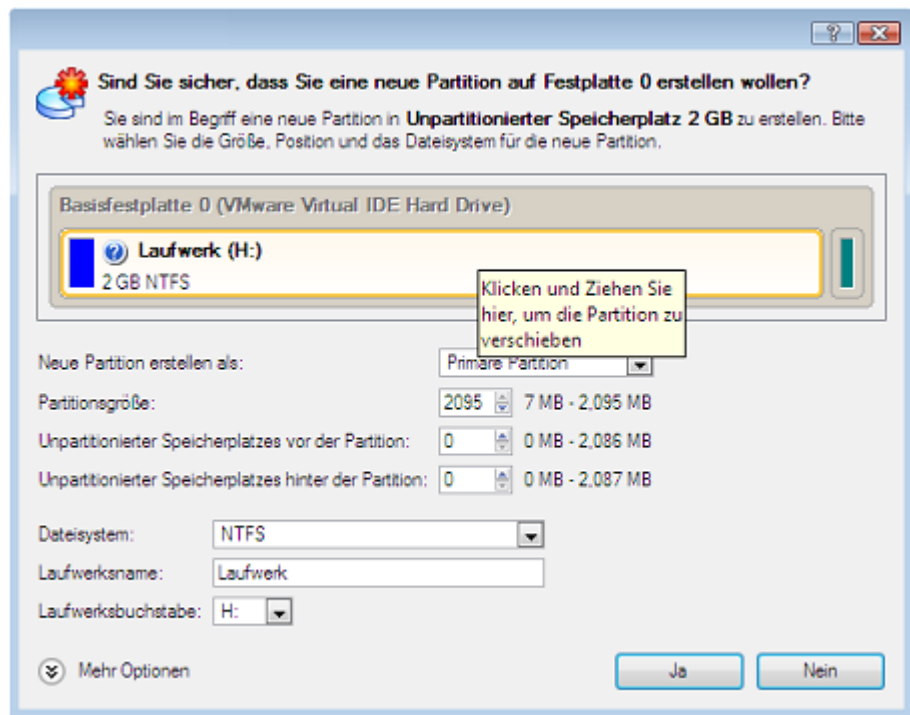 Sind Sie sicher, dass Sie eine neue Partition auf Festplatte 0 erstellen wollen?
Sie sind im Begriff eine neue Partition in Unpartitionierter Speicherplatz 2 GB zu erstellen. Bitte
wählen Sie die Größe, Position und das Dateisystem für die neue Partition.
Basisfestplatte 0 (VMware Virtual IDE Hard Drive)
Laufwerk (H:)
2 GB NTFS
Klicken und Ziehen Sie
hier, um die Partition zu
verschieben
Neue Partition erstellen als: Primäre Partition
Partitionsgröße: 2095 7 MB - 2,095 MB
Unpartitionierter Speicherplatzes vor der Partition: 0 0 MB - 2,086 MB
Unpartitionierter Speicherplatzes hinter der Partition: 0 0 MB - 2,087 MB
Dateisystem: NTFS
Laufwerksname: Laufwerk
Laufwerksbuchstabe: H:
Mehr Optionen Ja Nein